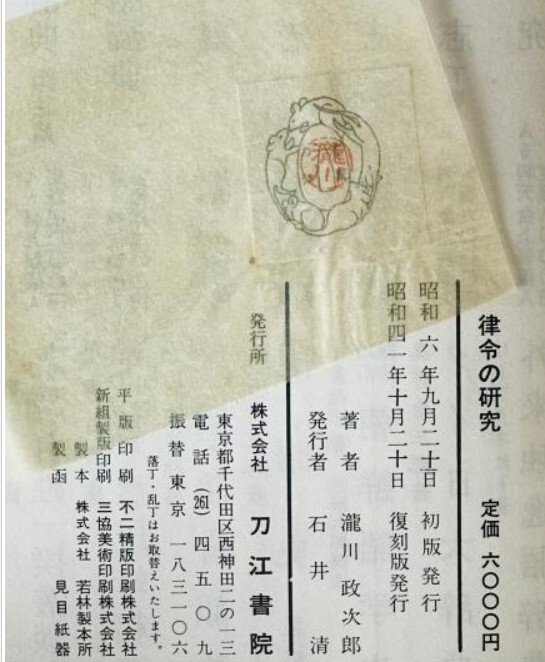 律令の研究 定価 六〇〇〇円
昭和 六 年九月二十日 初版発行
昭和四一年十月二十日 復刻版発行
著者 瀧川政次郎
発行者 石井 清
発行所 株式会社 刀江書院
東京都千代田区西神田二の一三
電話(261)四五〇九
振替東京 一八三一〇六
落丁・乱丁はお取替えいたします。
平版印刷 不二精版印刷株式会社
新組製版印刷 三協美術印刷株式会社
製本 株式会社 若林製本所
製函 見目紙器